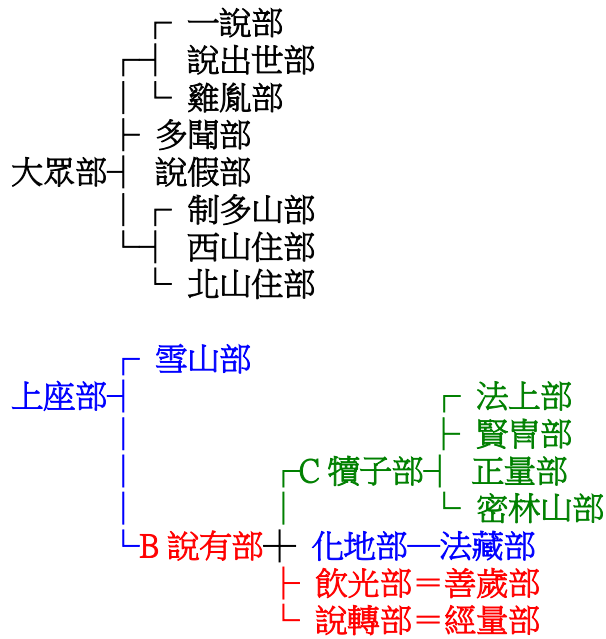 一說部
說出世部
雞胤部
多聞部
大眾部 說假部
制多山部
西山住部
北山住部
雪山部
上座部 法上部
賢冑部
C 犢子部 正量部
密林山部
B 說有部 化地部—法藏部
飲光部＝善歲部
說轉部＝經量部